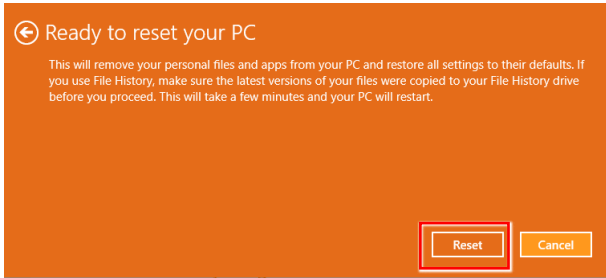 Ready to reset your PC
This will remove your personal files and apps from your PC and restore all settings to their defaults. If
you use File History, make sure the latest versions of your files were copied to your File History drive
before you proceed. This will take a few minutes and your PC will restart.
Reset Cancel